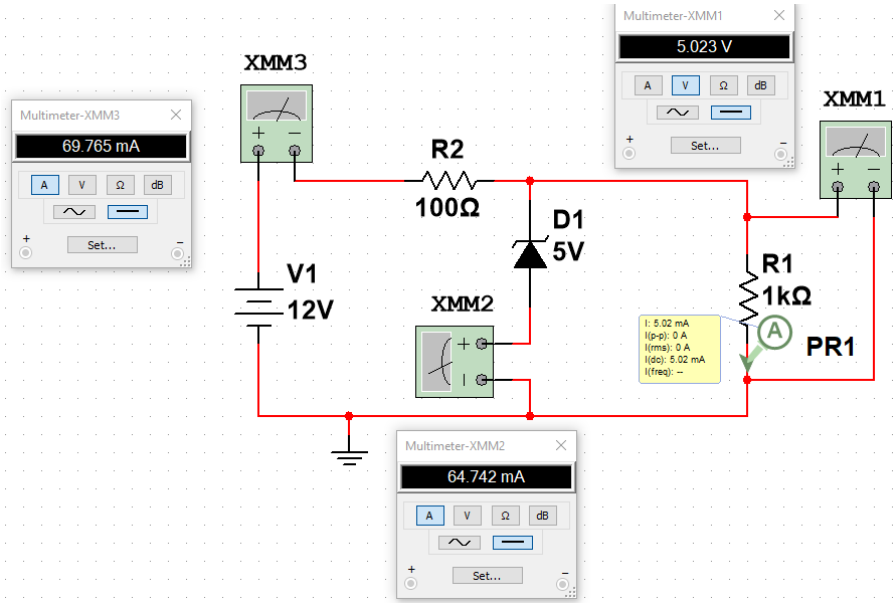 Multimeter-XMM1
5.023 V
A V Ω dB
+ −
Set...
XMM3
+ −
XMM1
+ −
Multimeter-XMM3
69.765 mA
A V Ω dB
+ −
Set...
R2
100Ω
D1
5V
V1
12V
XMM2
+
R1
1kΩ
I: 5.02 mA
I(p-p): 0 A
I(rms): 0 A
I(dc): 5.02 mA
I(freq): --
A
PR1
Multimeter-XMM2
64.742 mA
A V Ω dB
+ −
Set...